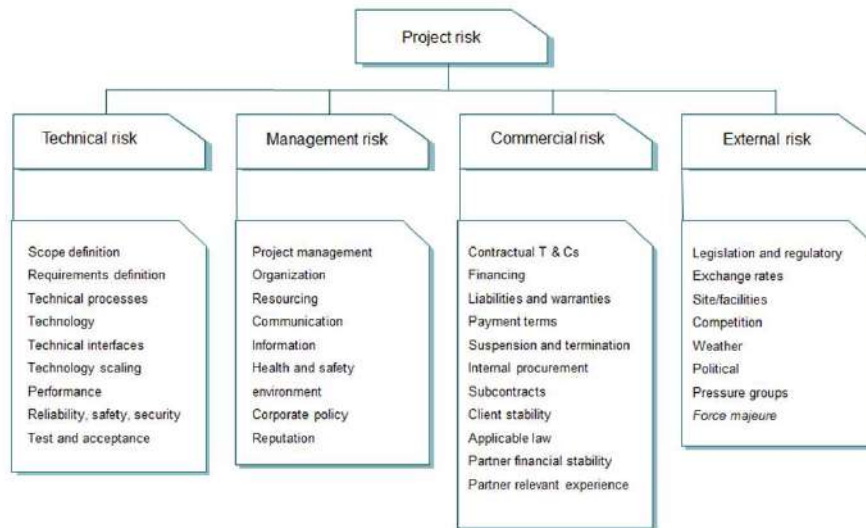 Project risk
Technical risk
Management risk
Commercial risk
External risk
Scope definition
Requirements definition
Technical processes
Technology
Technical interfaces
Technology scaling
Performance
Reliability, safety, security
Test and acceptance
Project management
Organization
Resourcing
Communication
Information
Health and safety
environment
Corporate policy
Reputation
Contractual T & Cs
Financing
Liabilities and warranties
Payment terms
Suspension and termination
Internal procurement
Subcontracts
Client stability
Applicable law
Partner financial stability
Partner relevant experience
Legislation and regulatory
Exchange rates
Site/facilities
Competition
Weather
Political
Pressure groups
Force majeure